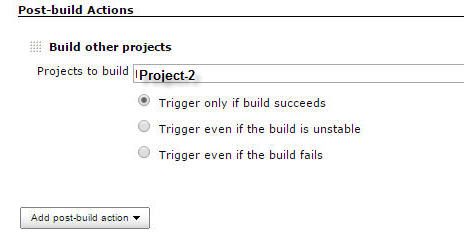 Post-build Actions
Build other projects
Projects to build Project-2
Trigger only if build succeeds
Trigger even if the build is unstable
Trigger even if the build fails
Add post-build action